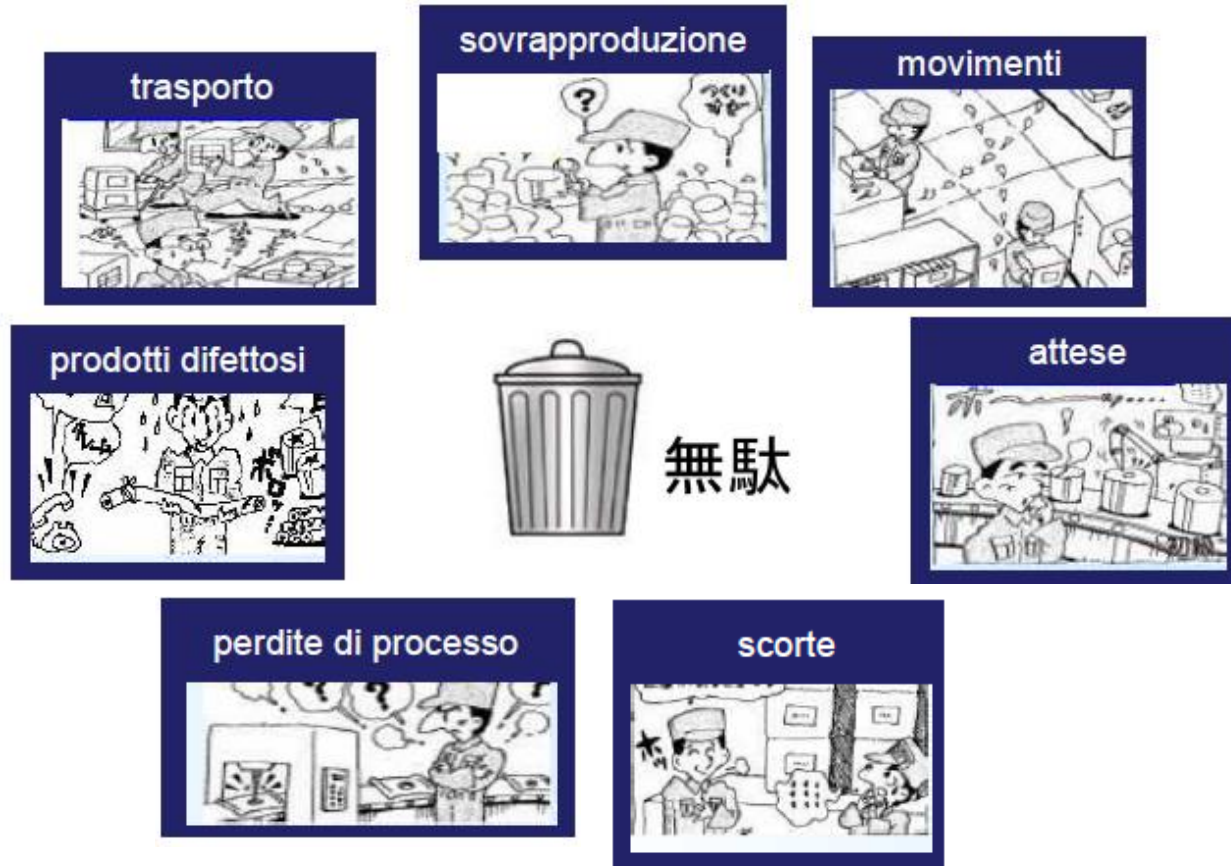 sovrapproduzione
trasporto
movimenti
?
prodotti difettosi
attese
無駄
perdite di processo
scorte
? ? ?